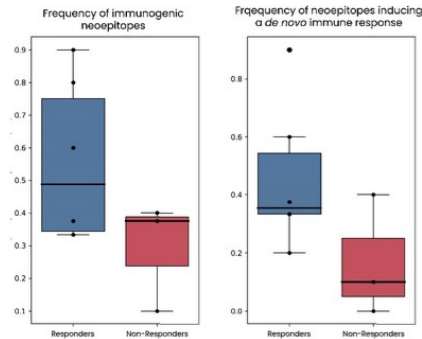 Frequency of immunogenic
neoepitopes
0.9
0.8
0.7
0.6
0.5
0.4
0.3
0.2
0.1
Responders
Non-Responders
Frqequency of neoepitopes inducing
a de novo immune response
0.8
0.6
0.4
0.2
0.0
Responders
Non-Responders